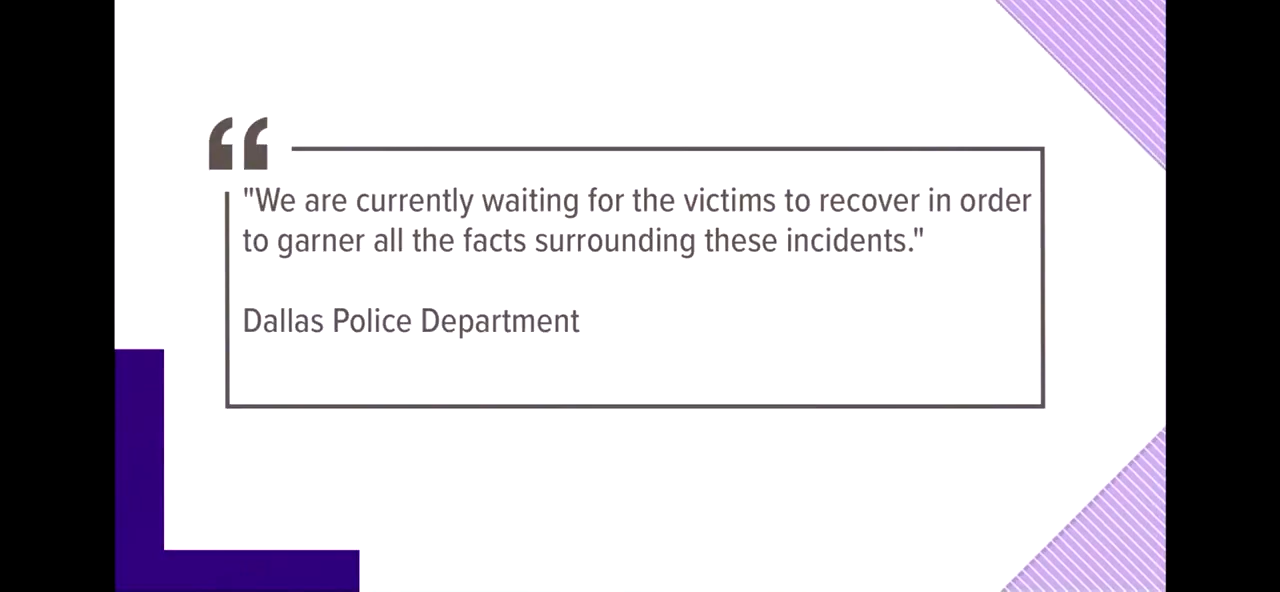 "We are currently waiting for the victims to recover in order
to garner all the facts surrounding these incidents."
Dallas Police Department